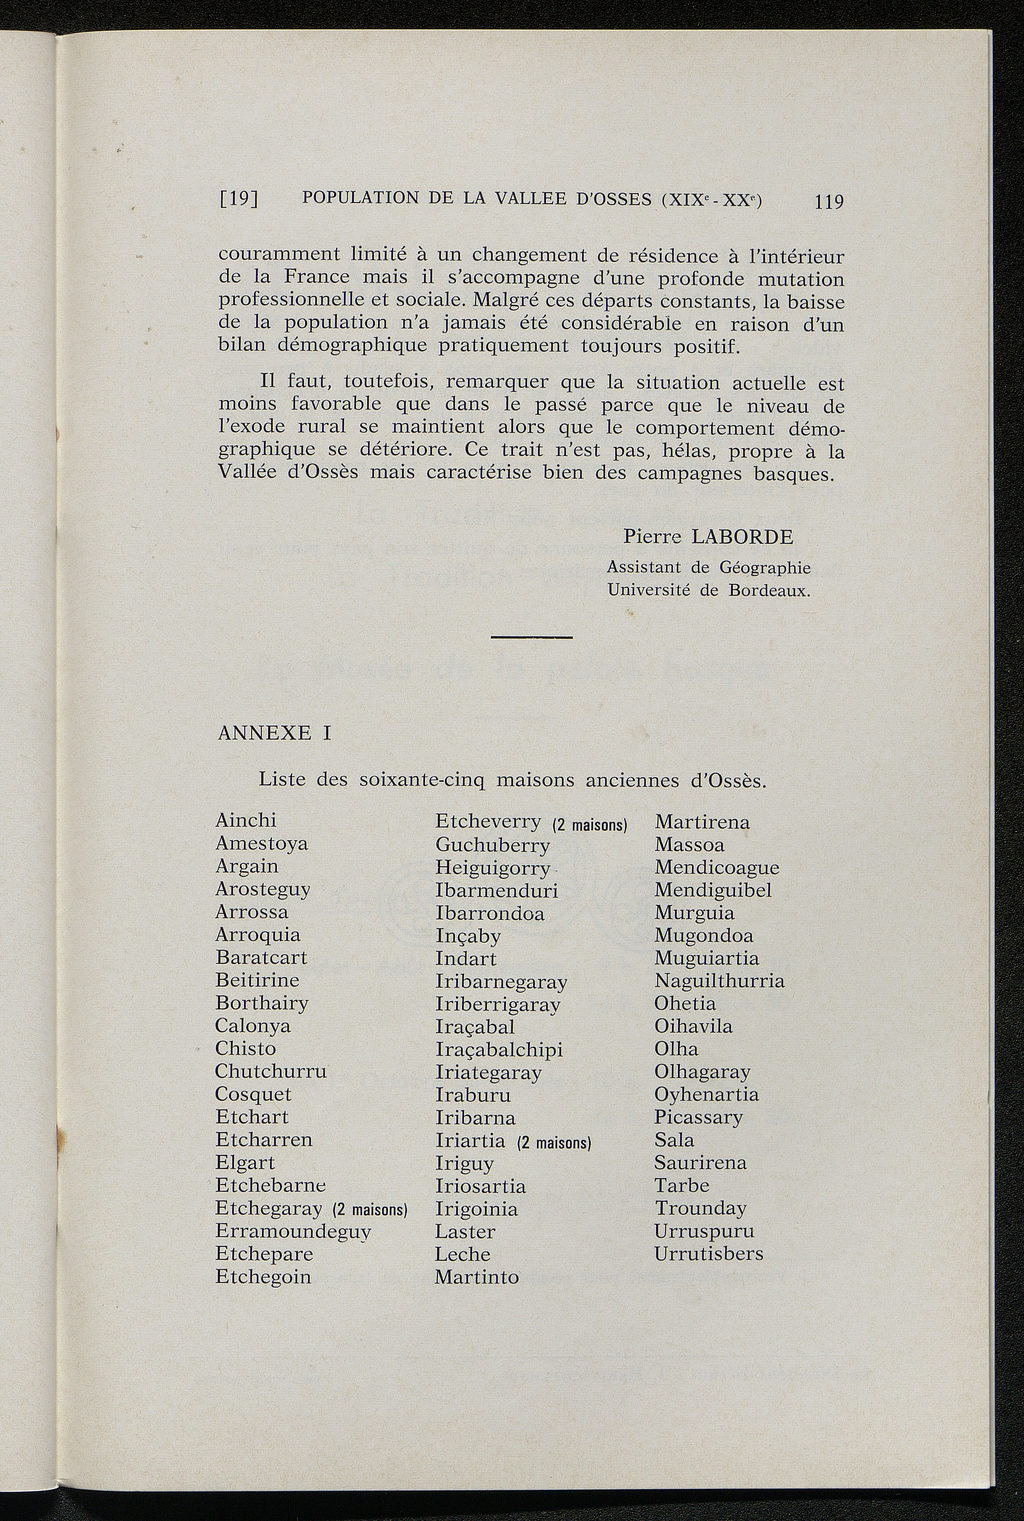 [19] POPULATION DE LA VALLEE D'OSSES (XIXe-XXe) 119
couramment limité à un changement de résidence à l'intérieur
de la France mais il s'accompagne d'une profonde mutation
professionnelle et sociale. Malgré ces départs constants, la baisse
de la population n'a jamais été considérable en raison d'un
bilan démographique pratiquement toujours positif.
Il faut, toutefois, remarquer que la situation actuelle est
moins favorable que dans le passé parce que le niveau de
l'exode rural se maintient alors que le comportement démo-
graphique se détériore. Ce trait n'est pas, hélas, propre à la
Vallée d'Ossès mais caractérise bien des campagnes basques.
Pierre LABORDE
Assistant de Géographie
Université de Bordeaux.
ANNEXE I
Liste des soixante-cinq maisons anciennes d'Ossès.
Ainchi
Amestoya
Argain
Arosteguy
Arrossa
Arroquia
Baratcart
Beitirine
Borthairy
Calonya
Chisto
Chutchurru
Cosquet
Etchart
Etcharren
Elgart
Etchebarne
Etchegaray (2 maisons)
Erramoundeguy
Etchepare
Etchegoin
Etcheverry (2 maisons)
Guchuberry
Heiguigorry
Ibarmenduri
Ibarrondoa
Inçaby
Indart
Iribarnegaray
Iriberrigaray
Iraçabal
Iraçabalchipi
Iriategaray
Iraburu
Iribarna
Iriartia (2 maisons)
Iriguy
Iriosartia
Irigoinia
Laster
Leche
Martinto
Martirena
Massoa
Mendicoague
Mendiguibel
Murguia
Mugondoa
Muguiartia
Naguilthurria
Ohetia
Oihavila
Olha
Olhagaray
Oyhenartia
Picassary
Sala
Saurirena
Tarbe
Trounday
Urruspuru
Urrutisbers